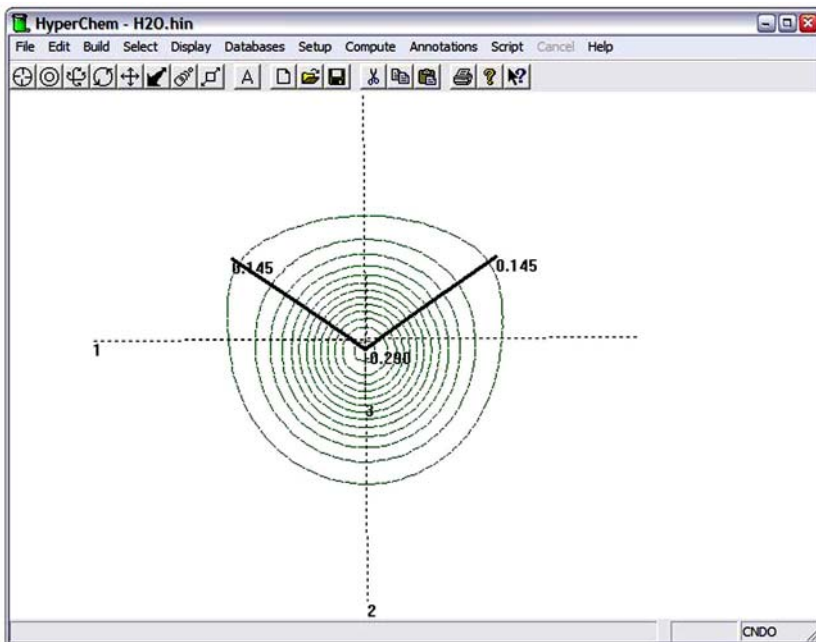 HyperChem - H2O.hin
File Edit Build Select Display Databases Setup Compute Annotations Script Cancel Help
A
0.145 0.145
1
-0.290
3
2
CNDO